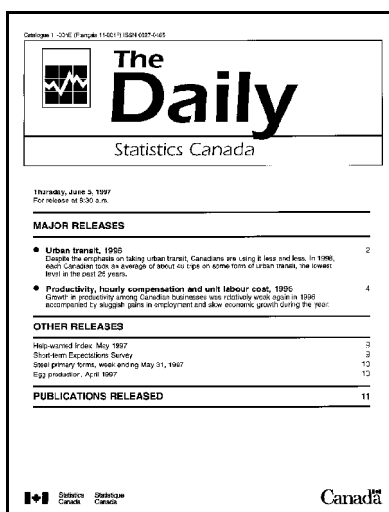 Catalogue 11-001E (Français 11-001F) ISSN 0827-0465
The
Daily
Statistics Canada
Thursday, June 5, 1997
For release at 8:30 a.m.
MAJOR RELEASES
● Urban transit, 1996 2
Despite the emphasis on taking urban transit, Canadians are using it less and less. In 1996,
each Canadian took an average of about 48 trips on some form of urban transit, the lowest
level in the past 25 years.
● Productivity, hourly compensation and unit labour cost, 1996 4
Growth in productivity among Canadian businesses was relatively weak again in 1996
accompanied by sluggish gains in employment and slow economic growth during the year.
OTHER RELEASES
Help-wanted Index, May 1997 9
Short-term Expectations Survey 9
Steel primary forms, week ending May 31, 1997 10
Egg production, April 1997 10
PUBLICATIONS RELEASED 11
Statistics Statistique
Canada Canada
Canada